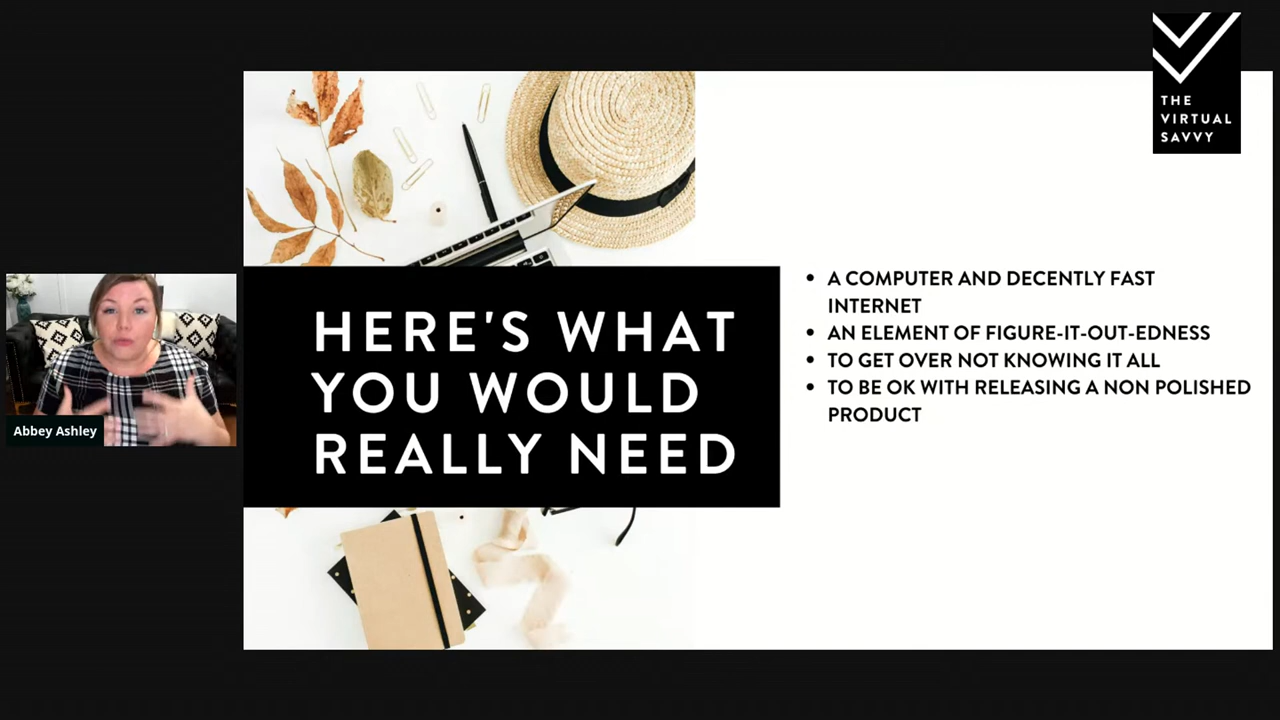 THE
VIRTUAL
SAVVY
HERE'S WHAT
YOU WOULD
REALLY NEED
• A COMPUTER AND DECENTLY FAST
INTERNET
• AN ELEMENT OF FIGURE-IT-OUT-EDNESS
• TO GET OVER NOT KNOWING IT ALL
• TO BE OK WITH RELEASING A NON POLISHED
PRODUCT
Abbey Ashley